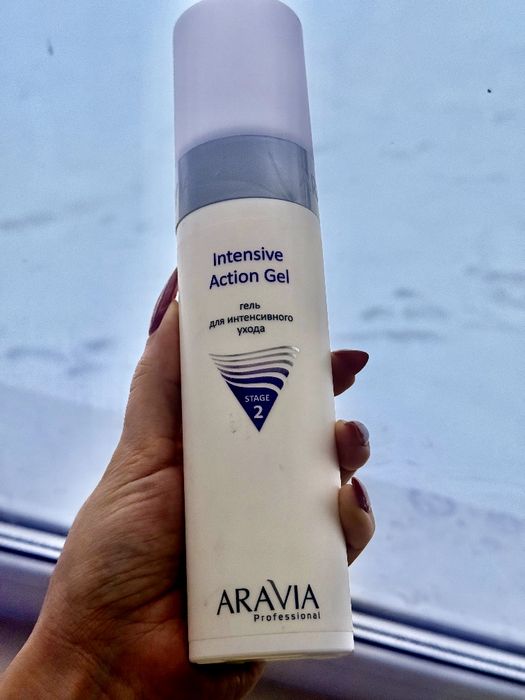 Intensive
Action Gel
гель
для интенсивного
ухода
STAGE
2
ARAVIA
Professional